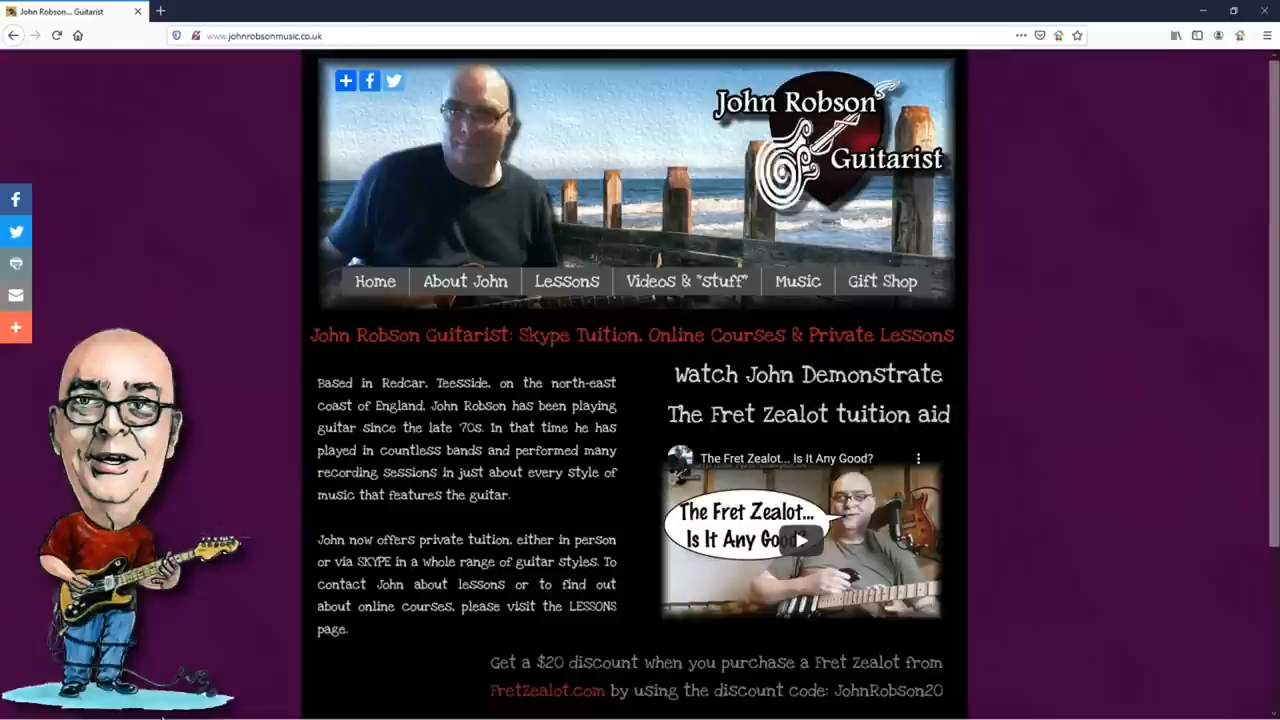 John Robson... Guitarist
www.johnrobsonmusic.co.uk
John Robson
Guitarist
Home
About John
Lessons
Videos & "stuff"
Music
Gift Shop
John Robson Guitarist: Skype Tuition, Online Courses & Private Lessons
Based in Redcar, Teesside, on the north-east
coast of England, John Robson has been playing
guitar since the late '70s. In that time he has
played in countless bands and performed many
recording sessions in just about every style of
music that features the guitar.
John now offers private tuition, either in person
or via SKYPE in a whole range of guitar styles. To
contact John about lessons or to find out
about online courses, please visit the LESSONS
page.
Watch John Demonstrate
The Fret Zealot tuition aid
The Fret Zealot... Is It Any Good?
The Fret Zealot...
Is It Any Good?
Get a $20 discount when you purchase a Fret Zealot from
FretZealot.com by using the discount code: JohnRobson20